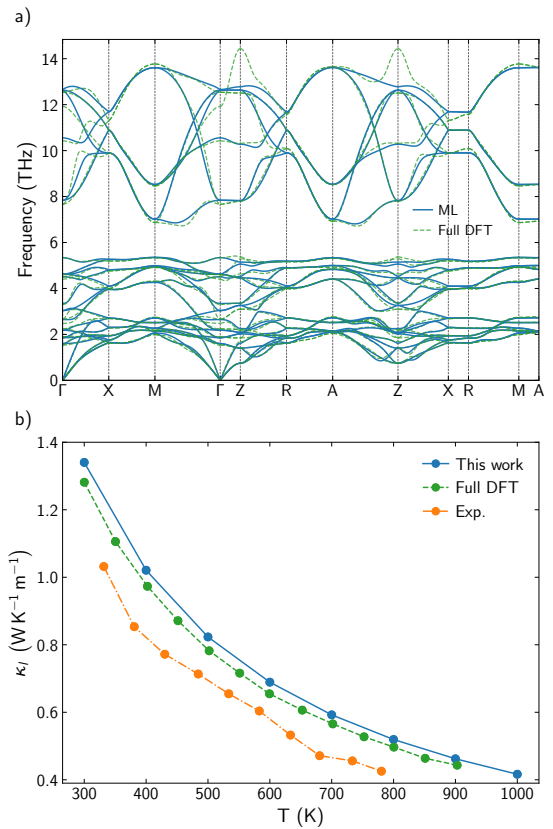 a)
14
12
10
8
6
4
2
0
Frequency (THz)
ML
Full DFT
Γ X M Γ Z R A Z X R M A
b)
1.4
1.2
1.0
0.8
0.6
0.4
κl (W K−1 m−1)
This work
Full DFT
Exp.
300 400 500 600 700 800 900 1000
T (K)